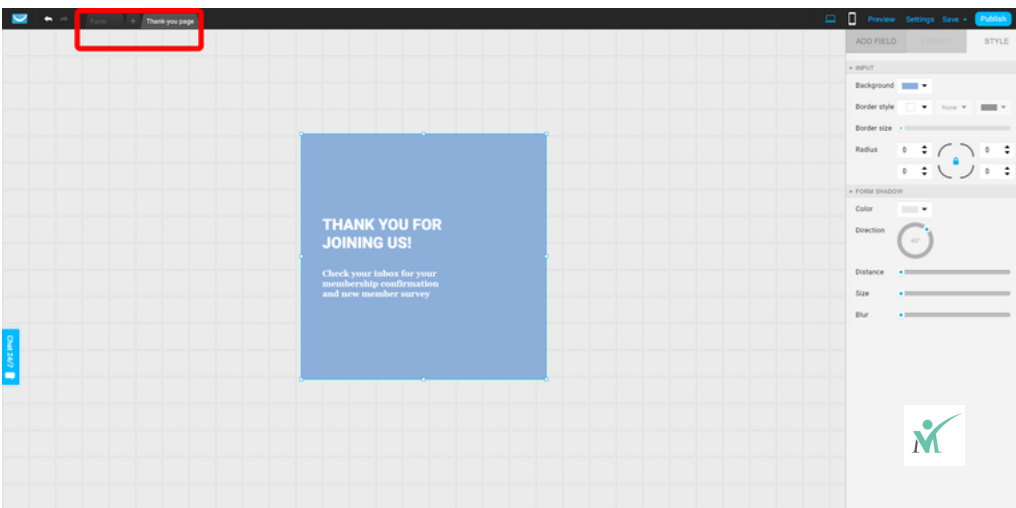 Form + Thank-you page Preview Settings Save Publish
ADD FIELD LAYOUT STYLE
INPUT
Background
Border style None
Border size
Radius 0 0
0 0
FORM SHADOW
Color
Direction 45°
Distance
Size
Blur
THANK YOU FOR
JOINING US!
Check your inbox for your
membership confirmation
and new member survey
Chat 24/7
M